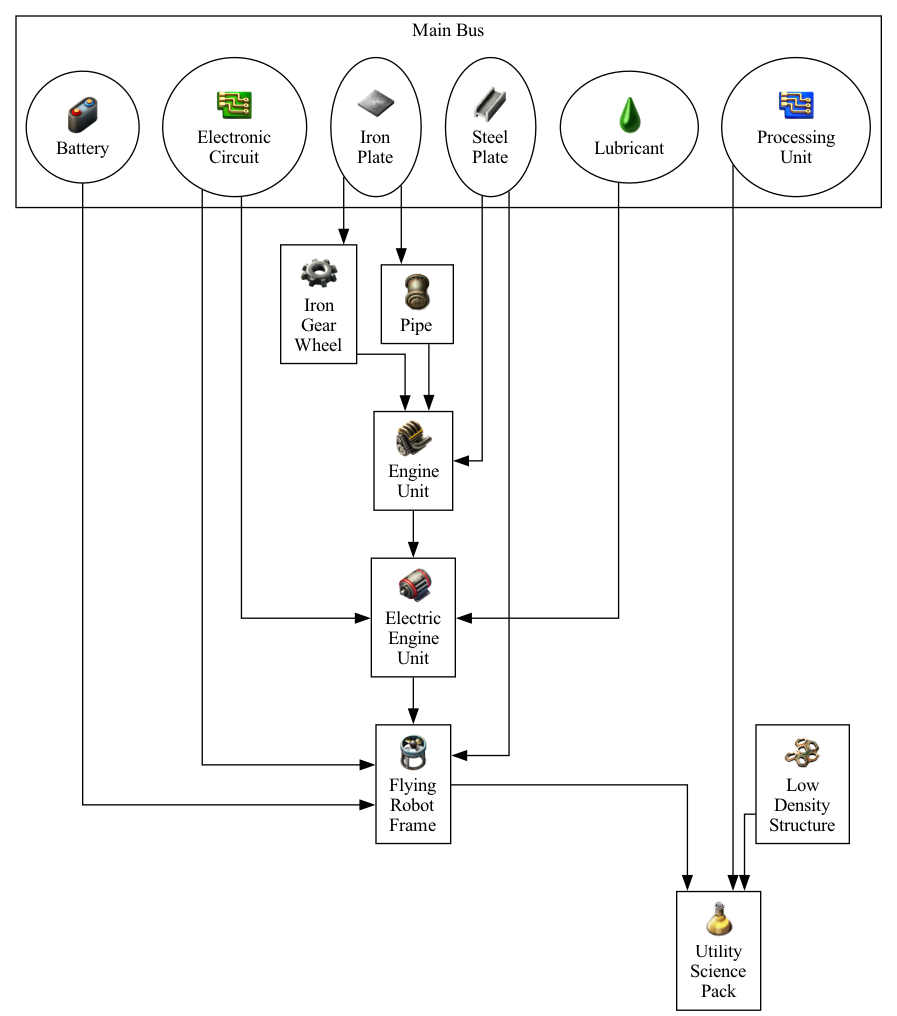 Main Bus
Battery
Electronic
Circuit
Iron
Plate
Steel
Plate
Lubricant
Processing
Unit
Iron
Gear
Wheel
Pipe
Engine
Unit
Electric
Engine
Unit
Flying
Robot
Frame
Low
Density
Structure
Utility
Science
Pack